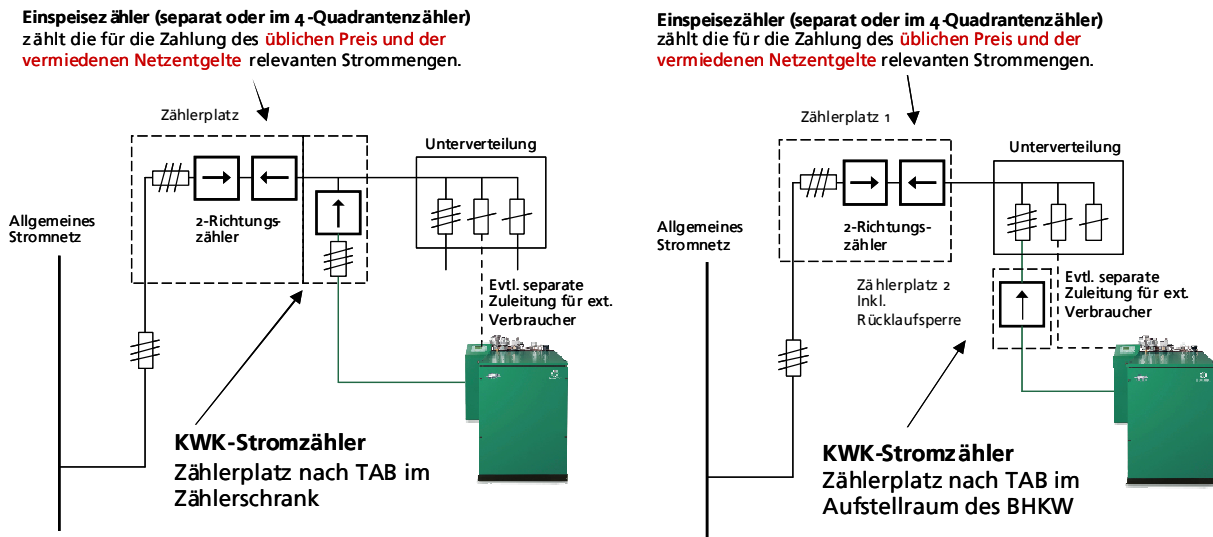 Einspeisezähler (separat oder im 4-Quadrantenzähler)
zählt die für die Zahlung des üblichen Preis und der
vermiedenen Netzentgelte relevanten Strommengen.
Zählerplatz
Unterverteilung
2-Richtungs-
zähler
Allgemeines
Stromnetz
Evtl. separate
Zuleitung für ext.
Verbraucher
KWK-Stromzähler
Zählerplatz nach TAB im
Zählerschrank
Einspeisezähler (separat oder im 4-Quadrantenzähler)
zählt die für die Zahlung des üblichen Preis und der
vermiedenen Netzentgelte relevanten Strommengen.
Zählerplatz 1
Unterverteilung
2-Richtungs-
zähler
Allgemeines
Stromnetz
Zählerplatz 2
Inkl.
Rücklaufsperre
Evtl. separate
Zuleitung für ext.
Verbraucher
KWK-Stromzähler
Zählerplatz nach TAB im
Aufstellraum des BHKW